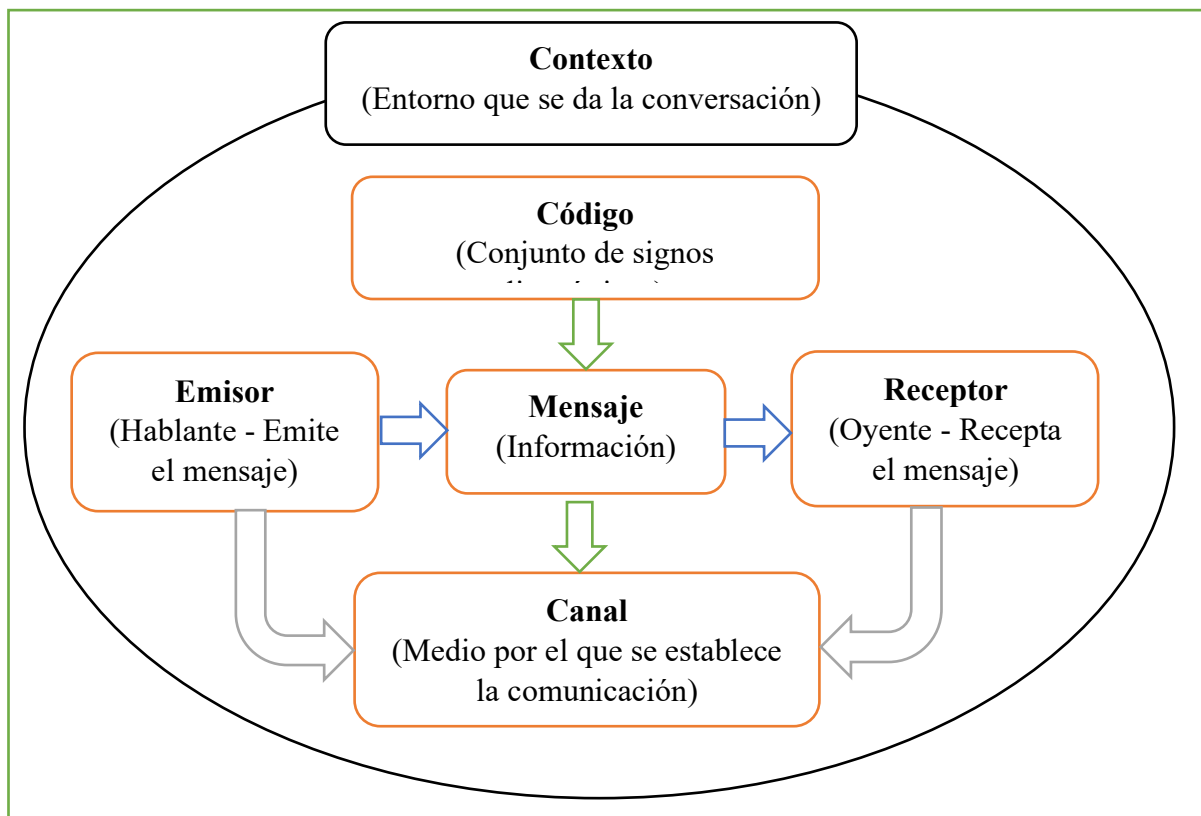 Contexto
(Entorno que se da la conversación)
Código
(Conjunto de signos
Emisor
(Hablante - Emite
el mensaje)
Mensaje
(Información)
Receptor
(Oyente - Recepta
el mensaje)
Canal
(Medio por el que se establece
la comunicación)